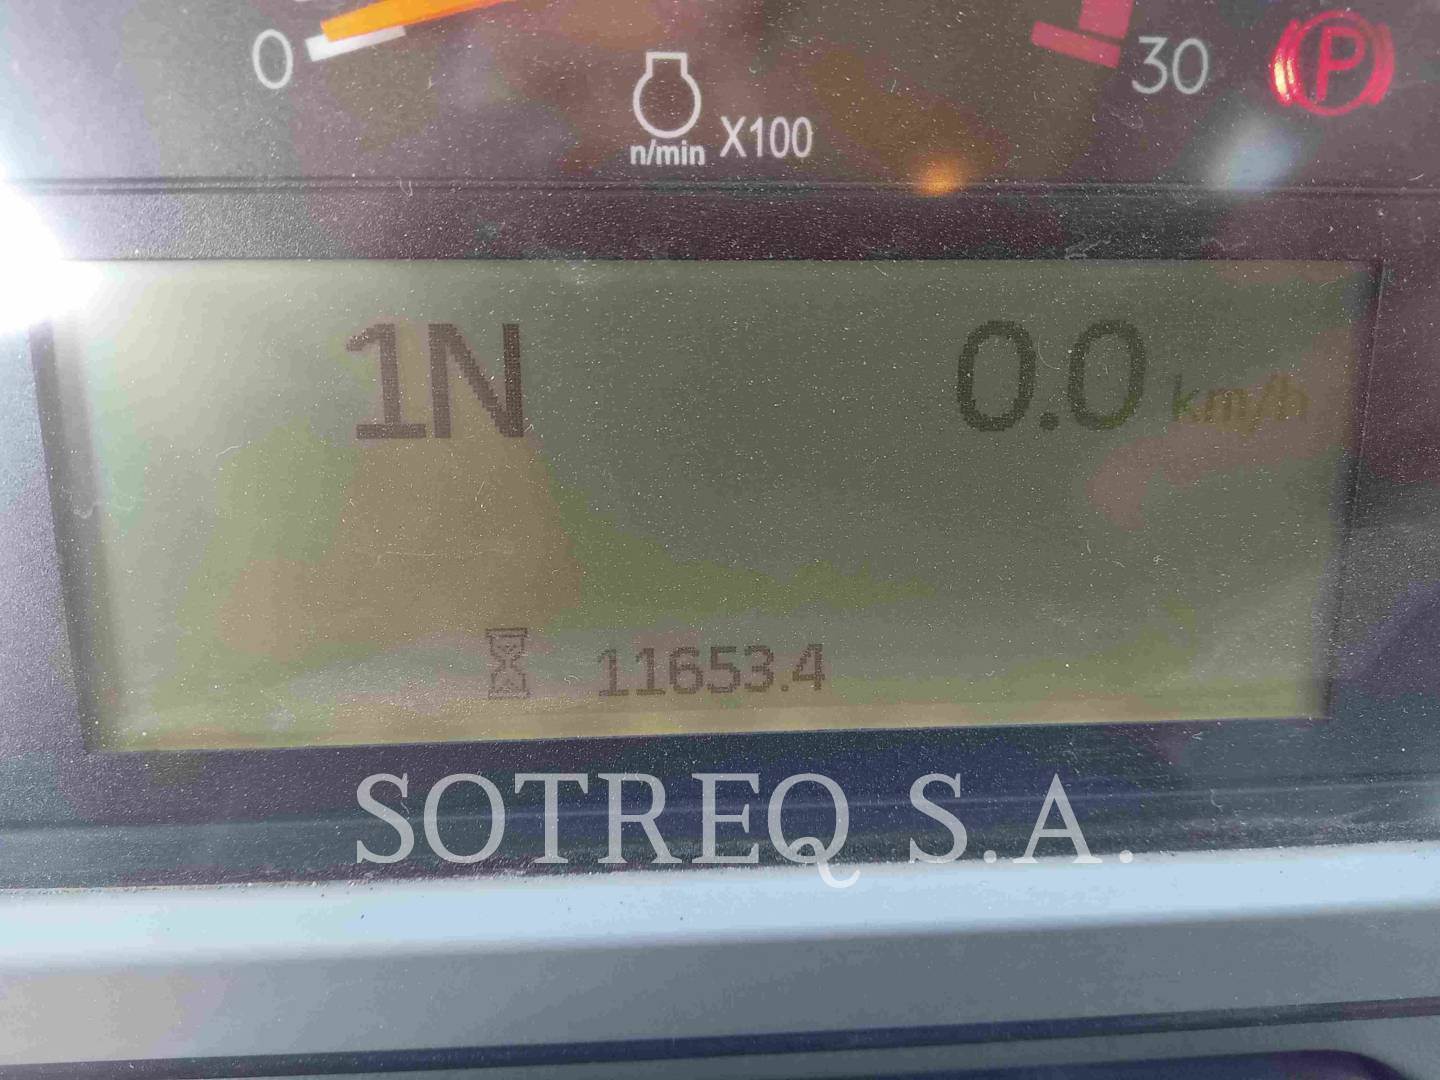 0
30
P
n/min X100
1N 0.0 km/h
11653.4
SOTREQ S.A.